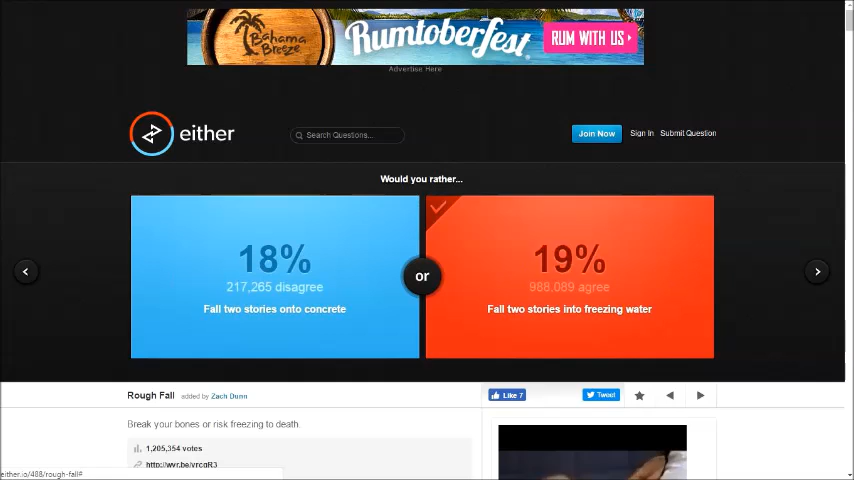 BAHAMA BREEZE
Rumtoberfest
RUM WITH US
Advertise Here
either
Search Questions...
Join Now
Sign In
Submit Question
Would you rather...
18%
217,265 disagree
Fall two stories onto concrete
or
19%
988,089 agree
Fall two stories into freezing water
Rough Fall added by Zach Dunn
Like 7
Tweet
Break your bones or risk freezing to death.
1,205,354 votes
http://wyr.be/vrcgR3
either.io/488/rough-fall#